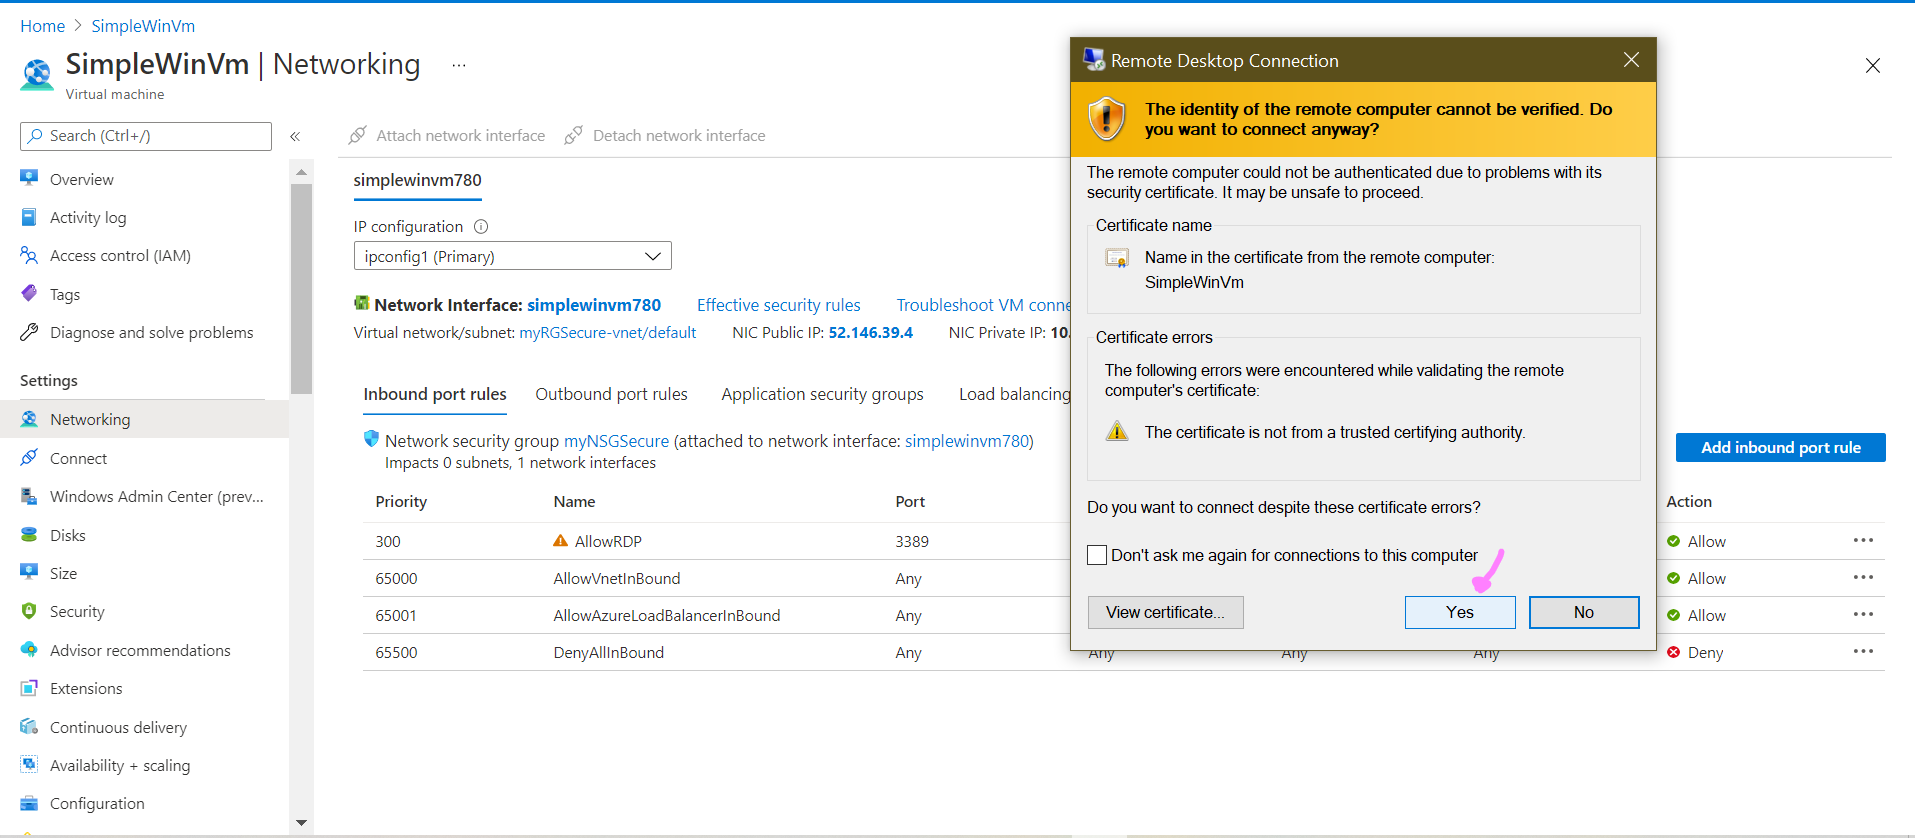 Home > SimpleWinVm
SimpleWinVm | Networking ...
Virtual machine
Search (Ctrl+/)
«
Overview
Activity log
Access control (IAM)
Tags
Diagnose and solve problems
Settings
Networking
Connect
Windows Admin Center (prev...
Disks
Size
Security
Advisor recommendations
Extensions
Continuous delivery
Availability + scaling
Configuration
Attach network interface Detach network interface
simplewinvm780
IP configuration
ipconfig1 (Primary)
Network Interface: simplewinvm780 Effective security rules Troubleshoot VM conne
Virtual network/subnet: myRGSecure-vnet/default NIC Public IP: 52.146.39.4 NIC Private IP: 10.
Inbound port rules Outbound port rules Application security groups Load balancing
Network security group myNSGSecure (attached to network interface: simplewinvm780)
Impacts 0 subnets, 1 network interfaces
Add inbound port rule
Priority Name Port Action
300 AllowRDP 3389 Allow ...
65000 AllowVnetInBound Any Allow ...
65001 AllowAzureLoadBalancerInBound Any Allow ...
65500 DenyAllInBound Any Any Any Any Deny ...
Remote Desktop Connection
The identity of the remote computer cannot be verified. Do
you want to connect anyway?
The remote computer could not be authenticated due to problems with its
security certificate. It may be unsafe to proceed.
Certificate name
Name in the certificate from the remote computer:
SimpleWinVm
Certificate errors
The following errors were encountered while validating the remote
computer's certificate:
The certificate is not from a trusted certifying authority.
Do you want to connect despite these certificate errors?
Don't ask me again for connections to this computer
View certificate... Yes No